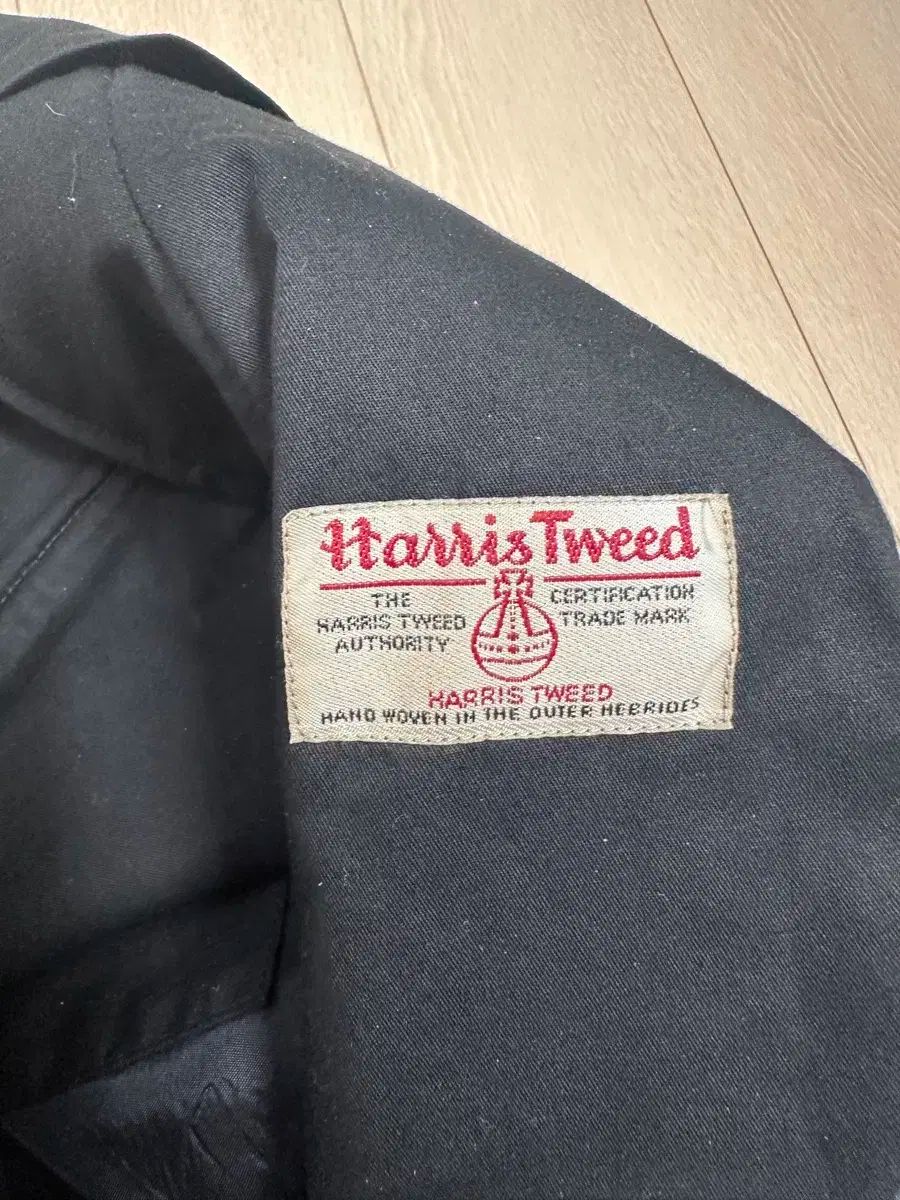 Harris Tweed
THE
HARRIS TWEED
AUTHORITY
CERTIFICATION
TRADE MARK
HARRIS TWEED
HAND WOVEN IN THE OUTER HEBRIDES